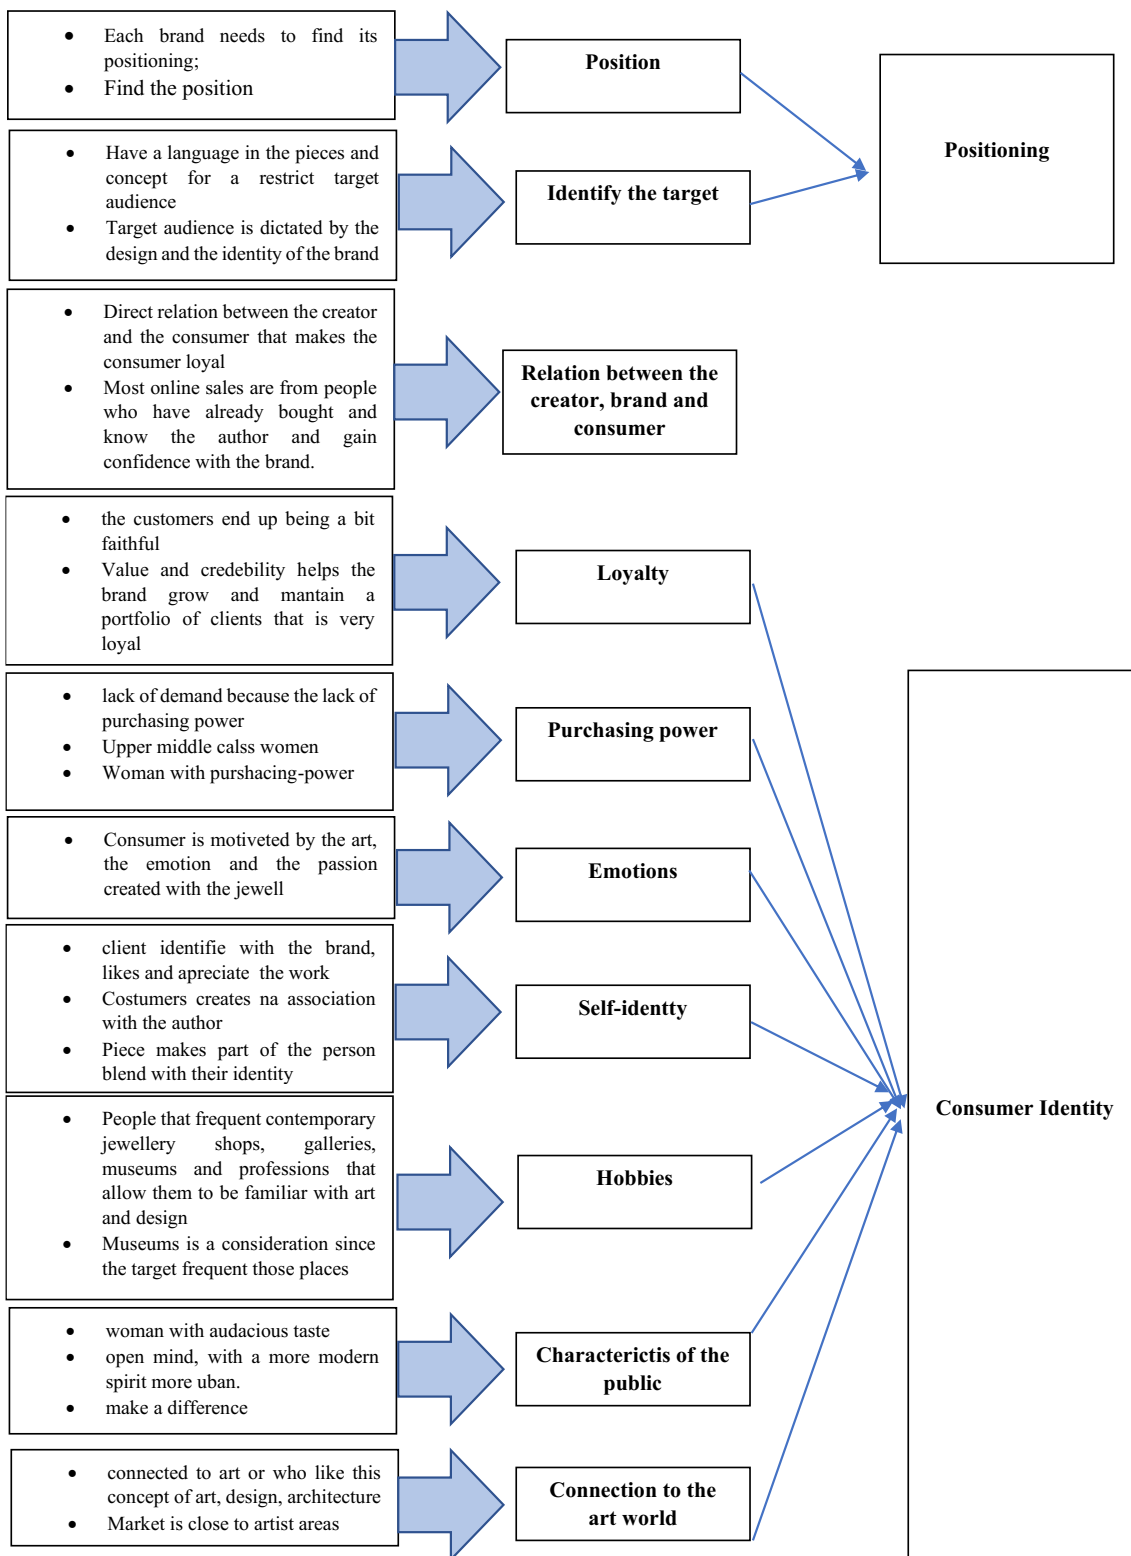 • Each brand needs to find its
positioning;
• Find the position
Position
Positioning
• Have a language in the pieces and
concept for a restrict target
audience
• Target audience is dictated by the
design and the identity of the brand
Identify the target
• Direct relation between the creator
and the consumer that makes the
consumer loyal
• Most online sales are from people
who have already bought and
know the author and gain
confidence with the brand.
Relation between the
creator, brand and
consumer
• the customers end up being a bit
faithful
• Value and credebility helps the
brand grow and mantain a
portfolio of clients that is very
loyal
Loyalty
• lack of demand because the lack of
purchasing power
• Upper middle calss women
• Woman with purshacing-power
Purchasing power
• Consumer is motiveted by the art,
the emotion and the passion
created with the jewell
Emotions
• client identifie with the brand,
likes and apreciate the work
• Costumers creates na association
with the author
• Piece makes part of the person
blend with their identity
Self-identty
Consumer Identity
• People that frequent contemporary
jewellery shops, galleries,
museums and professions that
allow them to be familiar with art
and design
• Museums is a consideration since
the target frequent those places
Hobbies
• woman with audacious taste
• open mind, with a more modern
spirit more uban.
• make a difference
Characterictis of the
public
• connected to art or who like this
concept of art, design, architecture
• Market is close to artist areas
Connection to the
art world